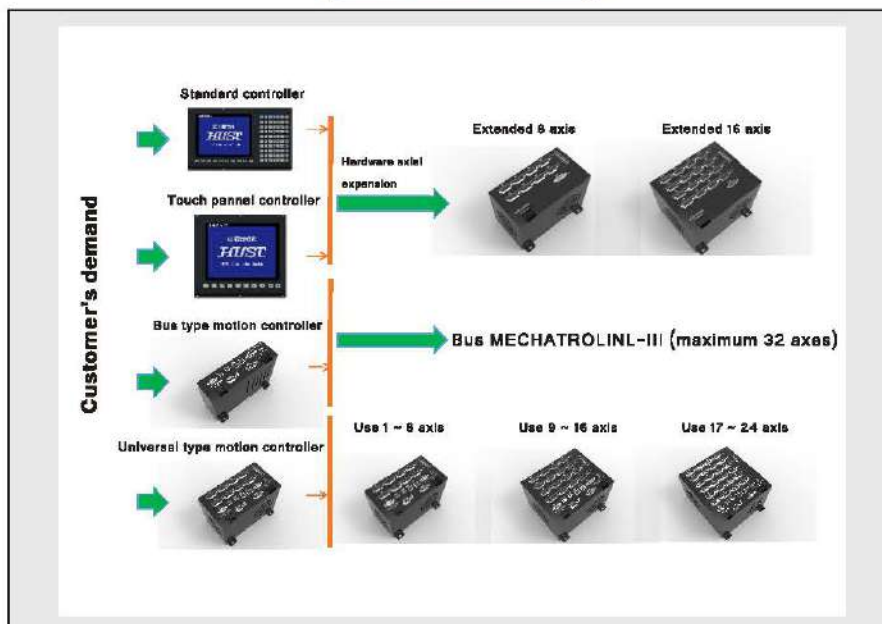 Standard controller
HUST
Touch pannel controller
HUST
Bus type motion controller
Universal type motion controller
Customer's demand
Hardware axial
expansion
Extended 8 axis
Extended 16 axis
Bus MECHATROLINL-III (maximum 32 axes)
Use 1 ~ 8 axis
Use 9 ~ 16 axis
Use 17 ~ 24 axis